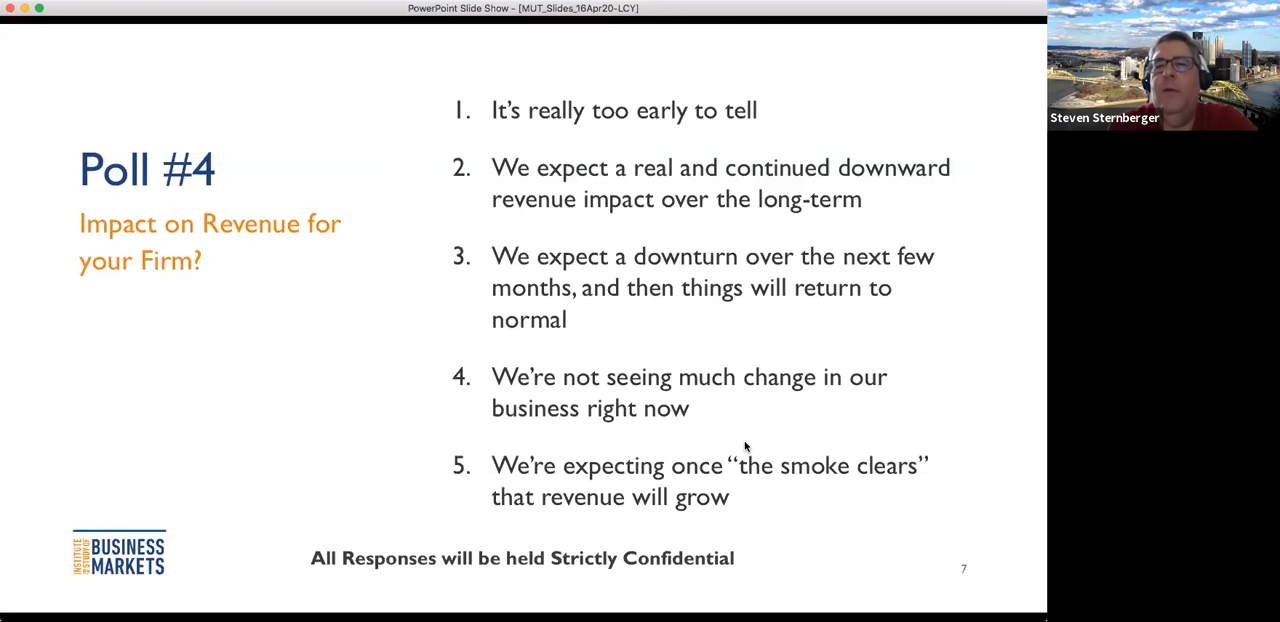 PowerPoint Slide Show - [MUT_Slides_16Apr20-LCY]
Steven Sternberger
Poll #4
Impact on Revenue for
your Firm?
1. It's really too early to tell
2. We expect a real and continued downward
revenue impact over the long-term
3. We expect a downturn over the next few
months, and then things will return to
normal
4. We're not seeing much change in our
business right now
5. We're expecting once “the smoke clears”
that revenue will grow
INSTITUTE
FOR THE
STUDY OF
BUSINESS
MARKETS
All Responses will be held Strictly Confidential
7